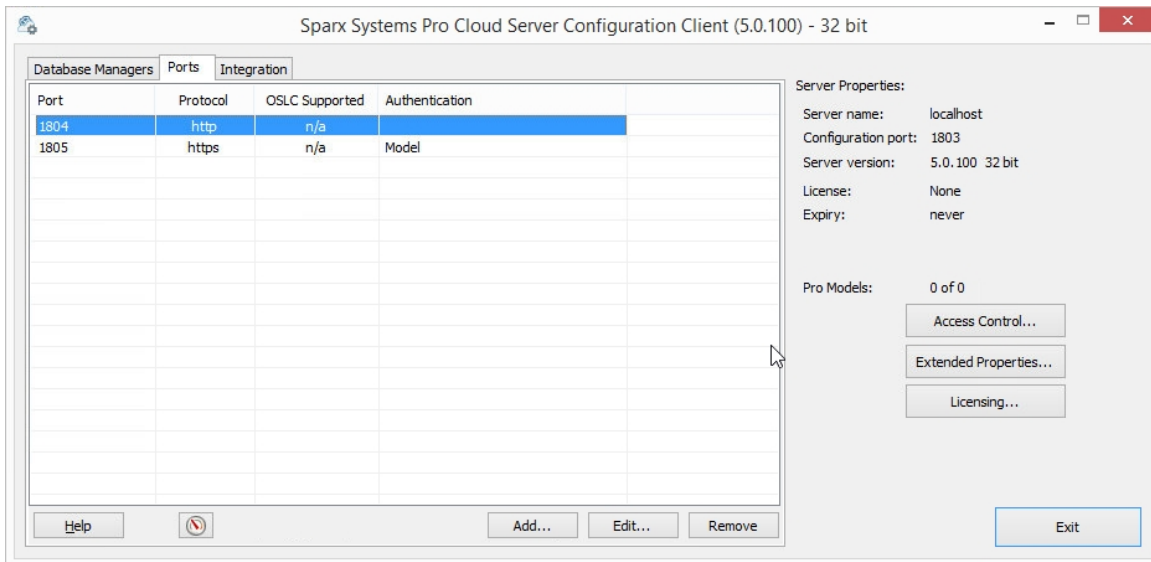 Sparx Systems Pro Cloud Server Configuration Client (5.0.100) - 32 bit
Database Managers Ports Integration
Port Protocol OSLC Supported Authentication
1804 http n/a
1805 https n/a Model
Server Properties:
Server name: localhost
Configuration port: 1803
Server version: 5.0.100 32 bit
License: None
Expiry: never
Pro Models: 0 of 0
Access Control...
Extended Properties...
Licensing...
Help Add... Edit... Remove Exit